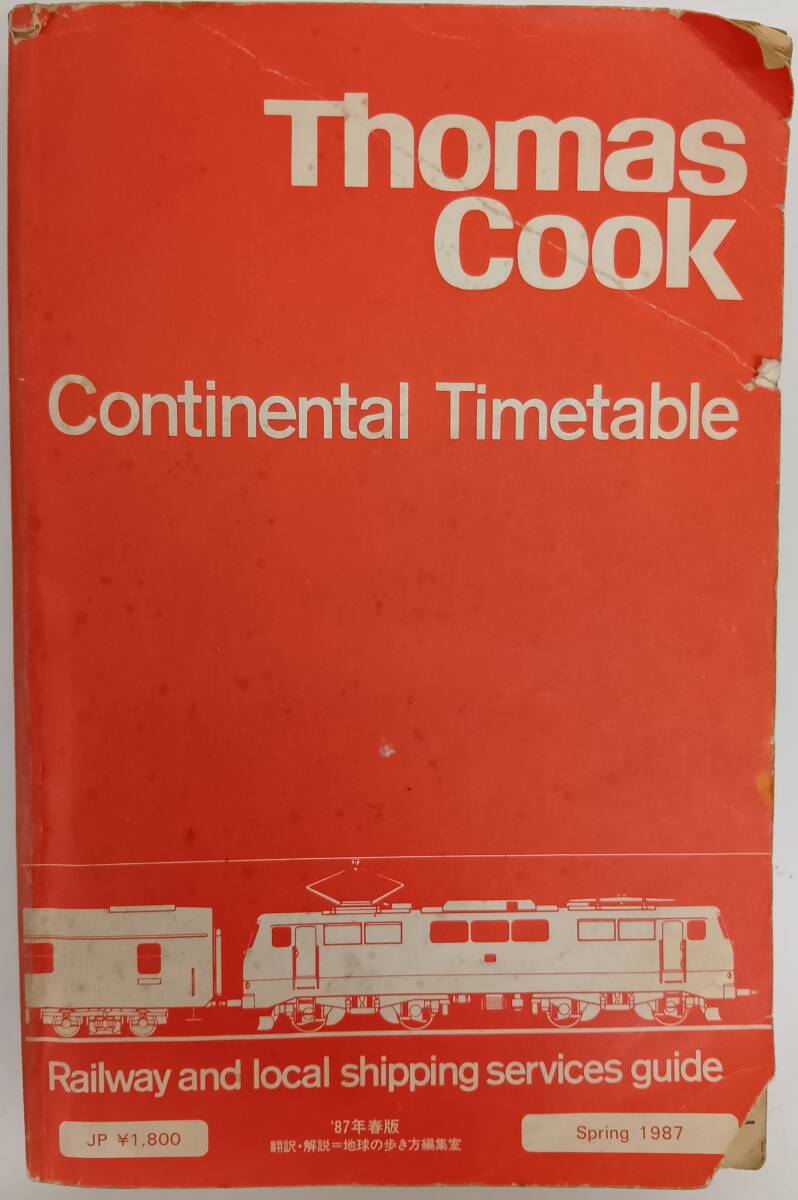 Thomas
Cook
Continental Timetable
Railway and local shipping services guide
JP ¥1,800
'87年春版
翻訳・解説＝地球の歩き方編集室
Spring 1987